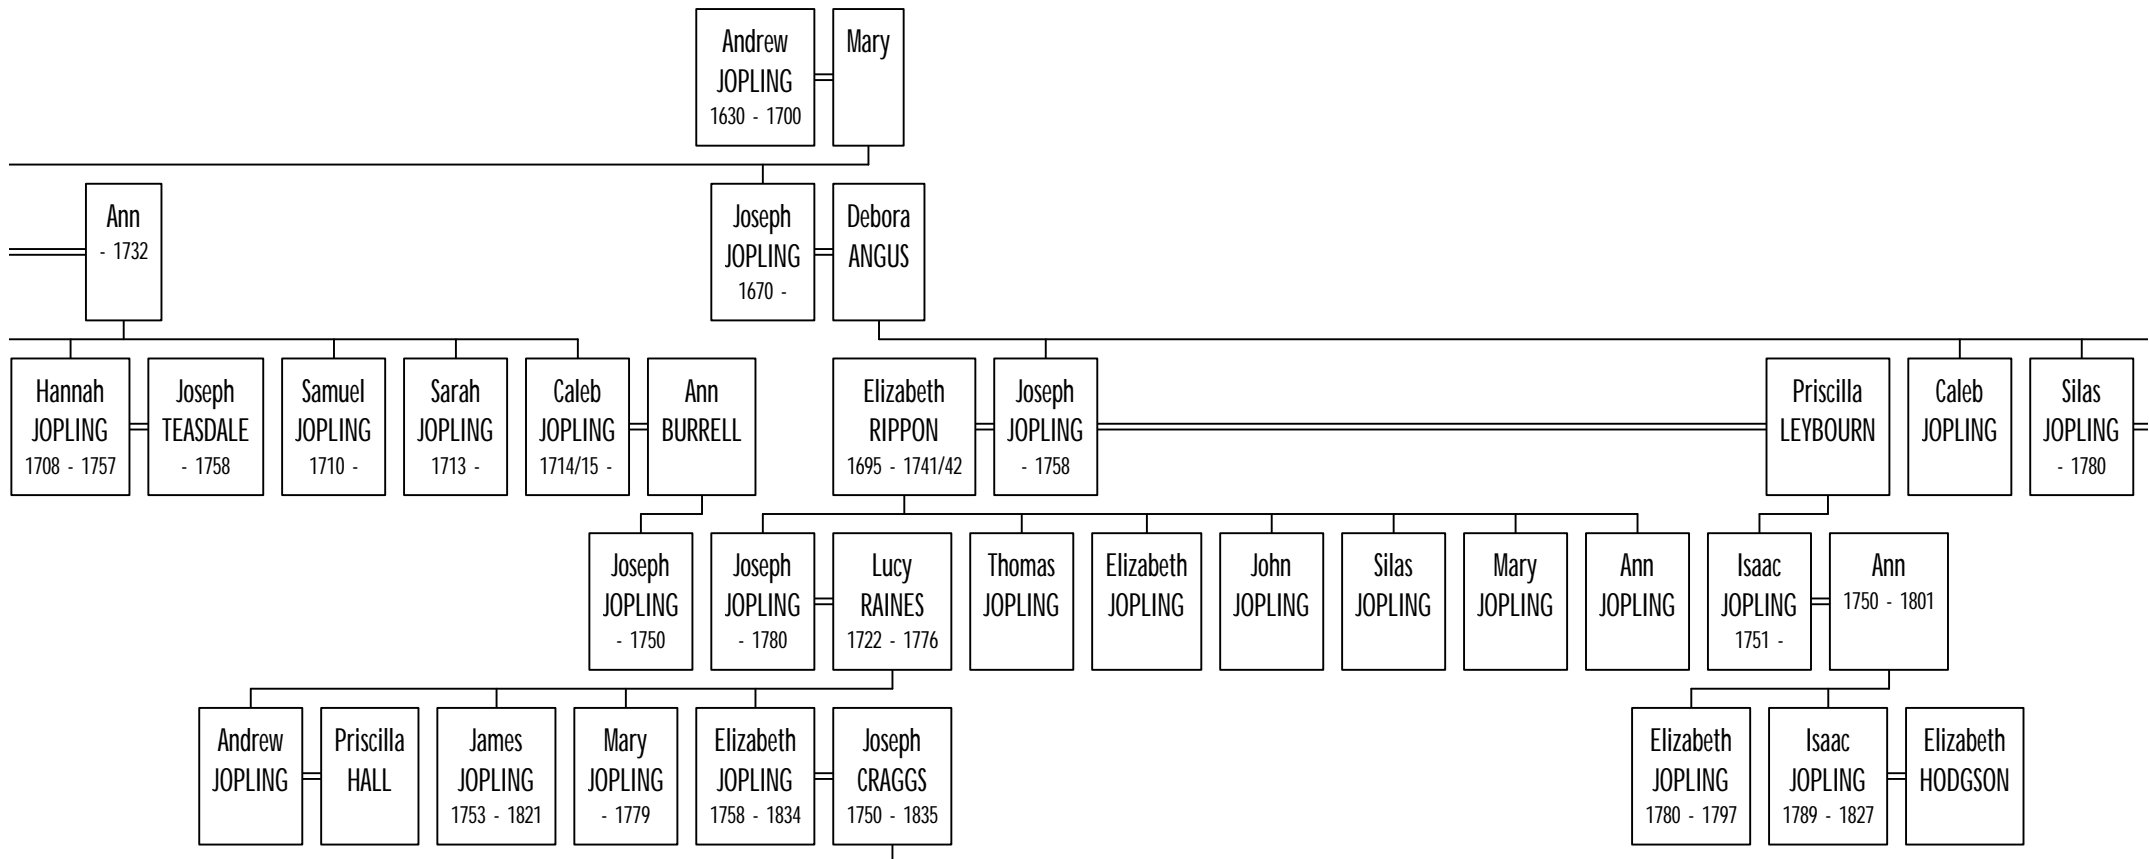 Andrew
JOPLING
1630 - 1700
Mary
Ann
- 1732
Joseph
JOPLING
1670 -
Debora
ANGUS
Hannah
JOPLING
1708 - 1757
Joseph
TEASDALE
- 1758
Samuel
JOPLING
1710 -
Sarah
JOPLING
1713 -
Caleb
JOPLING
1714/15 -
Ann
BURRELL
Elizabeth
RIPPON
1695 - 1741/42
Joseph
JOPLING
- 1758
Priscilla
LEYBOURN
Caleb
JOPLING
Silas
JOPLING
- 1780
Joseph
JOPLING
- 1750
Joseph
JOPLING
- 1780
Lucy
RAINES
1722 - 1776
Thomas
JOPLING
Elizabeth
JOPLING
John
JOPLING
Silas
JOPLING
Mary
JOPLING
Ann
JOPLING
Isaac
JOPLING
1751 -
Ann
1750 - 1801
Andrew
JOPLING
Priscilla
HALL
James
JOPLING
1753 - 1821
Mary
JOPLING
- 1779
Elizabeth
JOPLING
1758 - 1834
Joseph
CRAGGS
1750 - 1835
Elizabeth
JOPLING
1780 - 1797
Isaac
JOPLING
1789 - 1827
Elizabeth
HODGSON